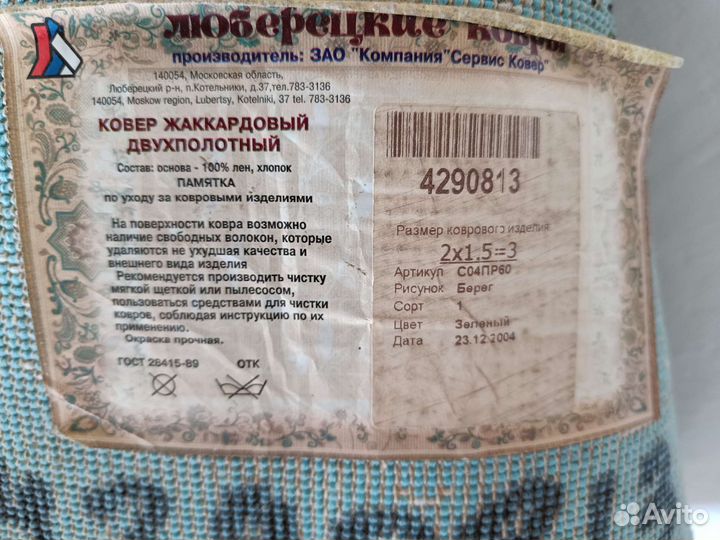 люберецкие ковры
производитель: ЗАО "Компания"Сервис Ковер"
140054, Московская область,
Люберецкий р-н, п.Котельники, д.37,тел.783-3136
140054, Moskow region, Lubertsy, Kotelniki, 37 tel. 783-3136
КОВЕР ЖАККАРДОВЫЙ
ДВУХПОЛОТНЫЙ
Состав: основа - 100% лен, хлопок
ПАМЯТКА
по уходу за ковровыми изделиями
На поверхности ковра возможно
наличие свободных волокон, которые
удаляются не ухудшая качества и
внешнего вида изделия
Рекомендуется производить чистку
мягкой щеткой или пылесосом,
пользоваться средствами для чистки
ковров, соблюдая инструкцию по их
применению.
Окраска прочная.
ГОСТ 28415-89 ОТК
4290813
Размер коврового изделия
2x1.5=3
Артикул С04ПР60
Рисунок Берег
Сорт 1
Цвет Зеленый
Дата 23.12.2004
Avito